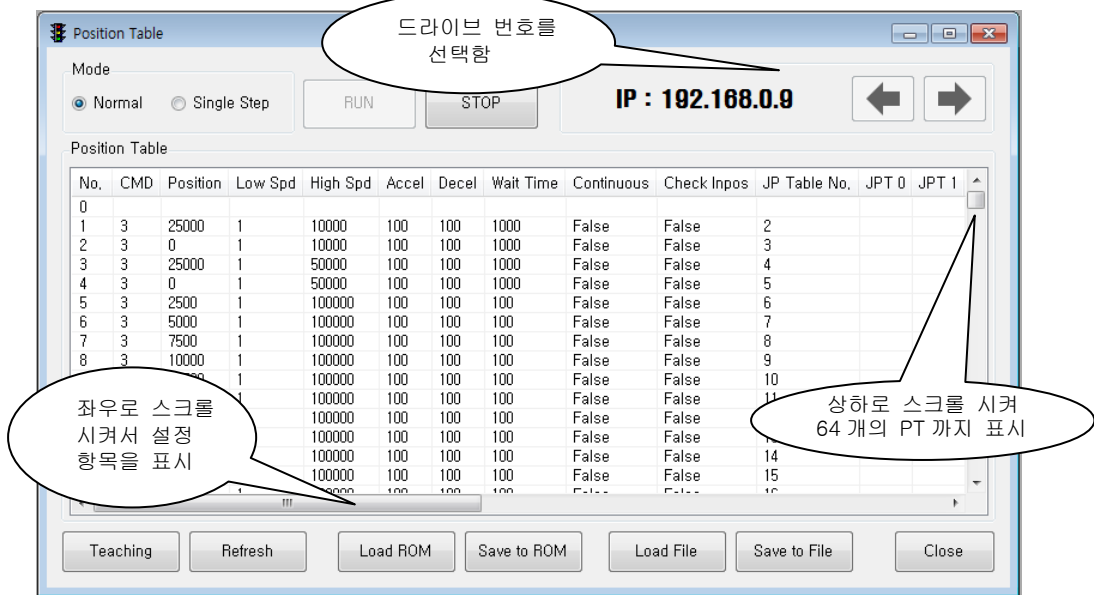 드라이브 번호를
선택함
Position Table
Mode
Normal Single Step RUN STOP IP : 192.168.0.9
Position Table
No. CMD Position Low Spd High Spd Accel Decel Wait Time Continuous Check Inpos JP Table No. JPT 0 JPT 1
0
1 3 25000 1 10000 100 100 1000 False False 2
2 3 0 1 10000 100 100 1000 False False 3
3 3 25000 1 50000 100 100 1000 False False 4
4 3 0 1 50000 100 100 1000 False False 5
5 3 2500 1 100000 100 100 100 False False 6
6 3 5000 1 100000 100 100 100 False False 7
7 3 7500 1 100000 100 100 100 False False 8
8 3 10000 1 100000 100 100 100 False False 9
1 100000 100 100 100 False False 10
1 100000 100 100 100 False False 11
100000 100 100 100 False False
100000 100 100 100 False False
100000 100 100 100 False False 14
100000 100 100 100 False False 15
좌우로 스크롤
시켜서 설정
항목을 표시
상하로 스크롤 시켜
64 개의 PT 까지 표시
Teaching Refresh Load ROM Save to ROM Load File Save to File Close